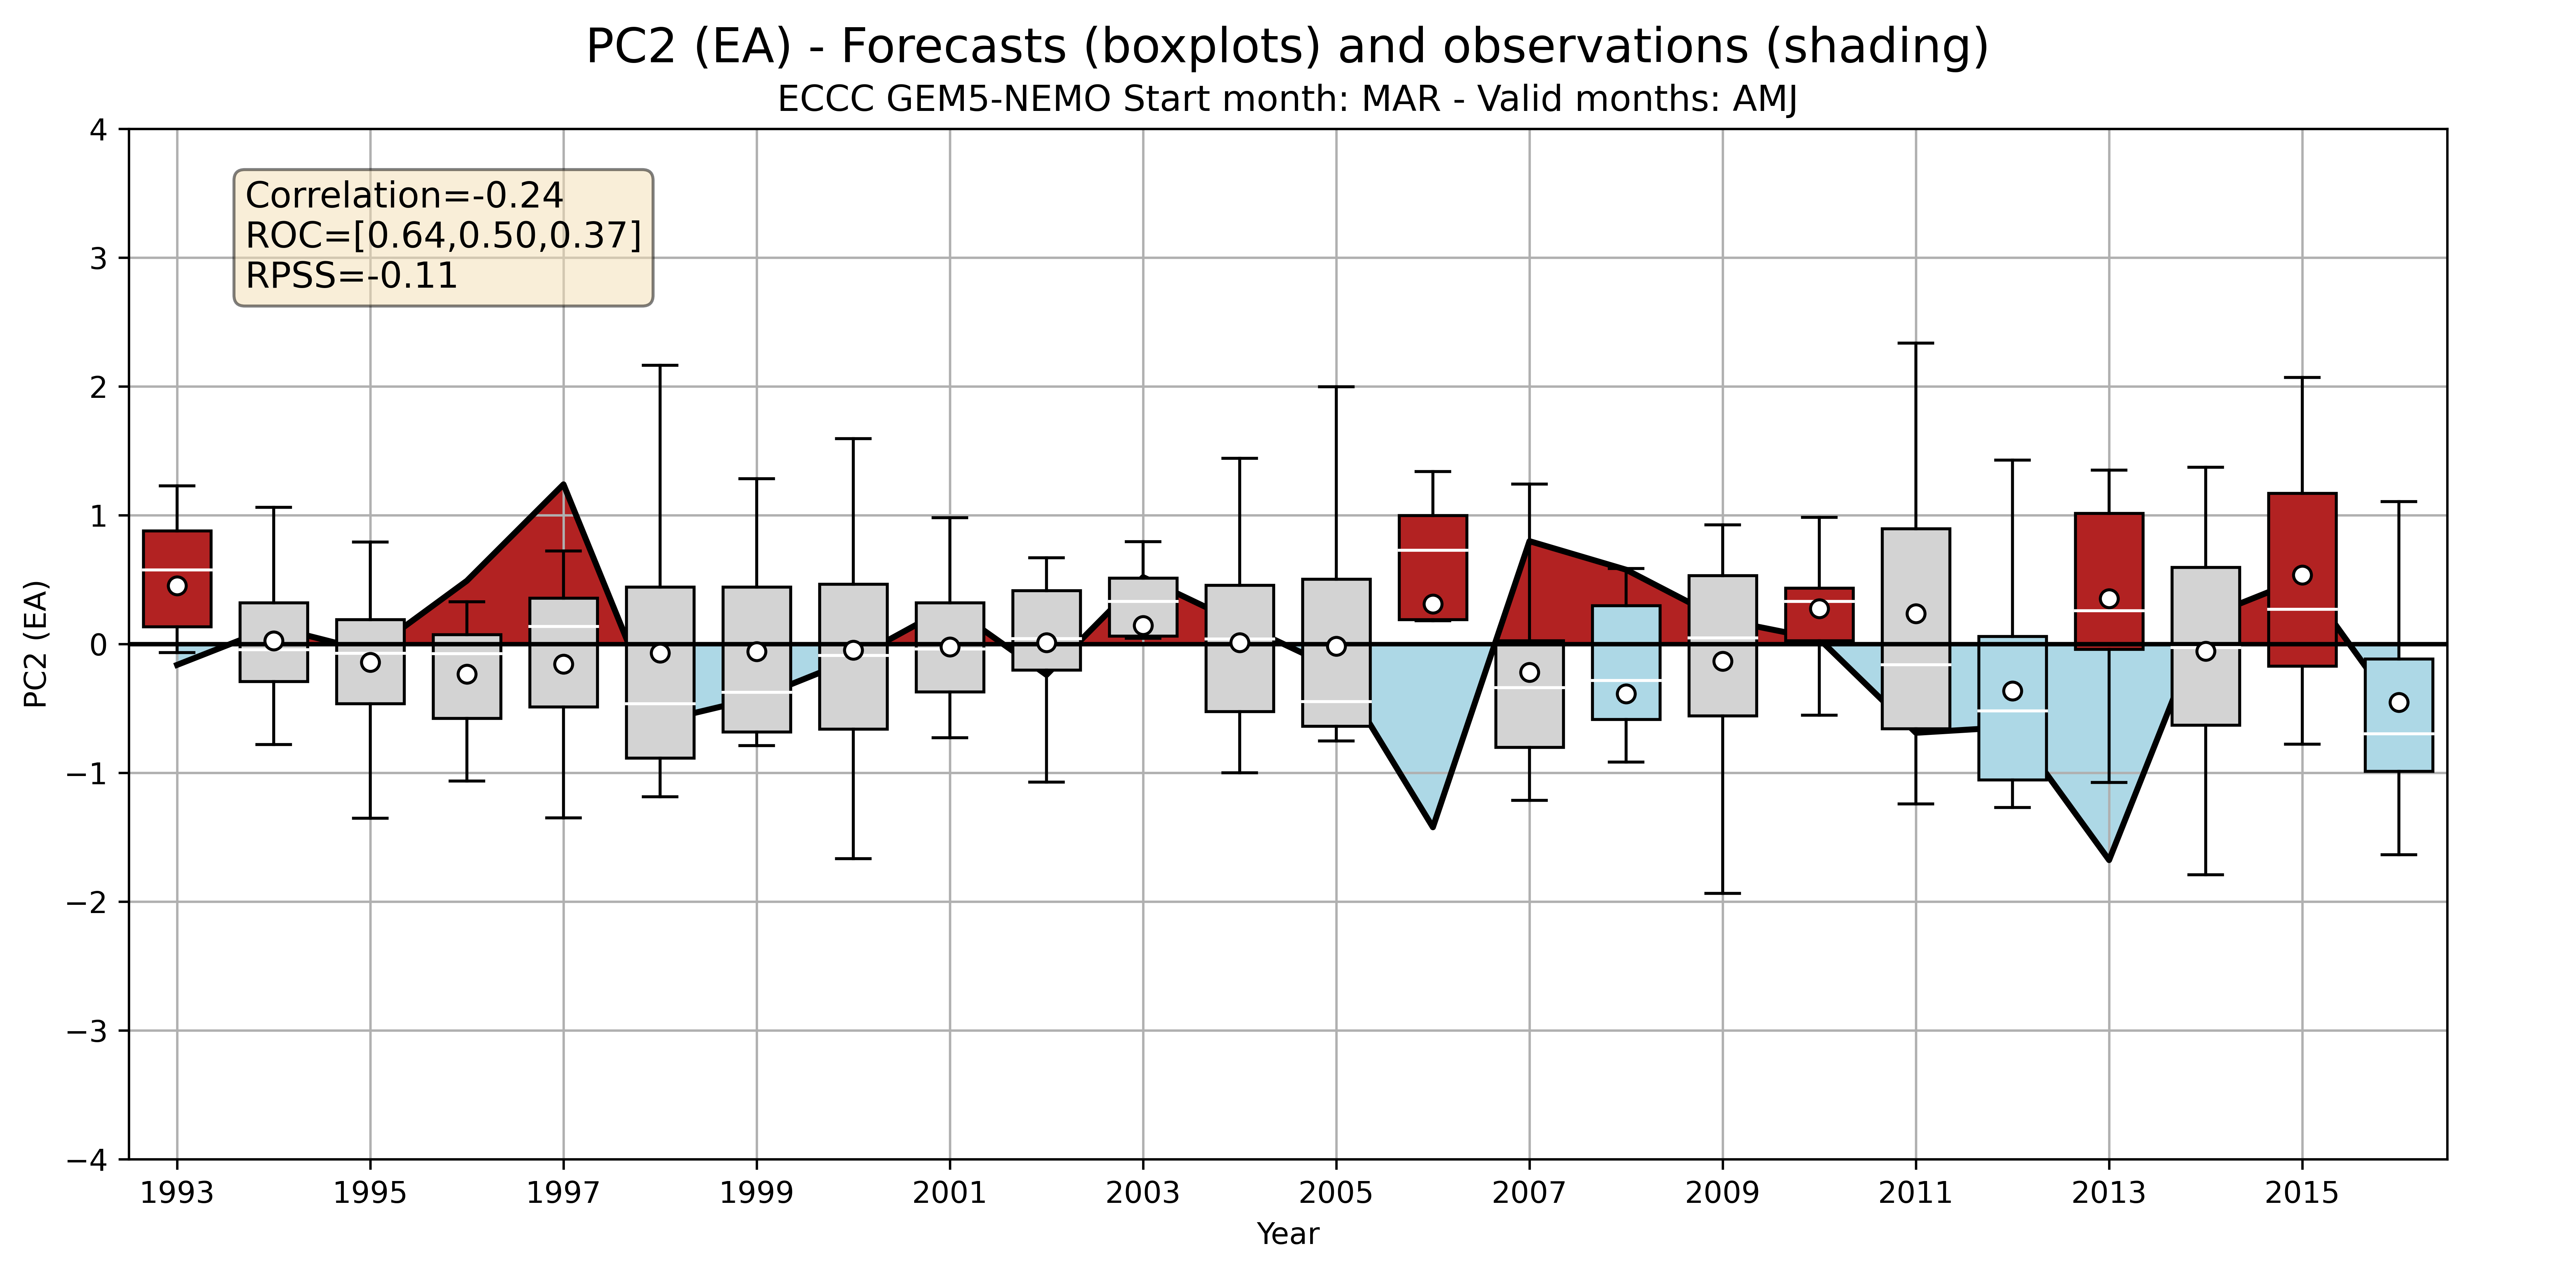 PC2 (EA) - Forecasts (boxplots) and observations (shading)
ECCC GEM5-NEMO Start month: MAR - Valid months: AMJ
Correlation=-0.24
ROC=[0.64,0.50,0.37]
RPSS=-0.11
PC2 (EA)
4
3
2
1
0
−1
−2
−3
−4
1993 1995 1997 1999 2001 2003 2005 2007 2009 2011 2013 2015
Year